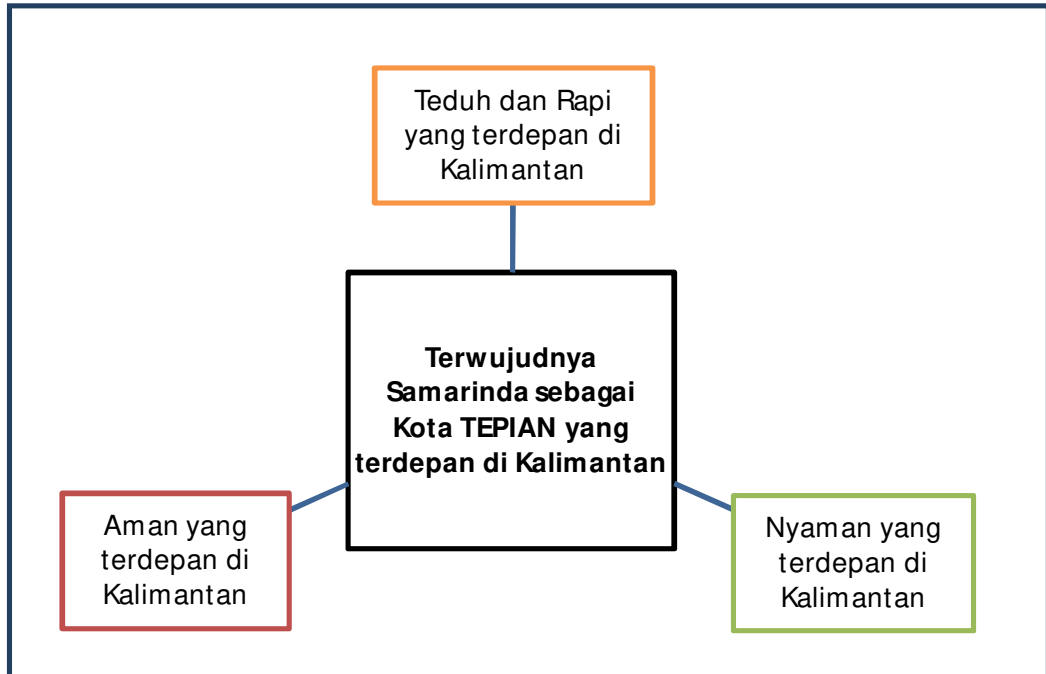 Teduh dan Rapi
yang terdepan di
Kalimantan
Terwujudnya
Samarinda sebagai
Kota TEPIAN yang
terdepan di Kalimantan
Aman yang
terdepan di
Kalimantan
Nyaman yang
terdepan di
Kalimantan